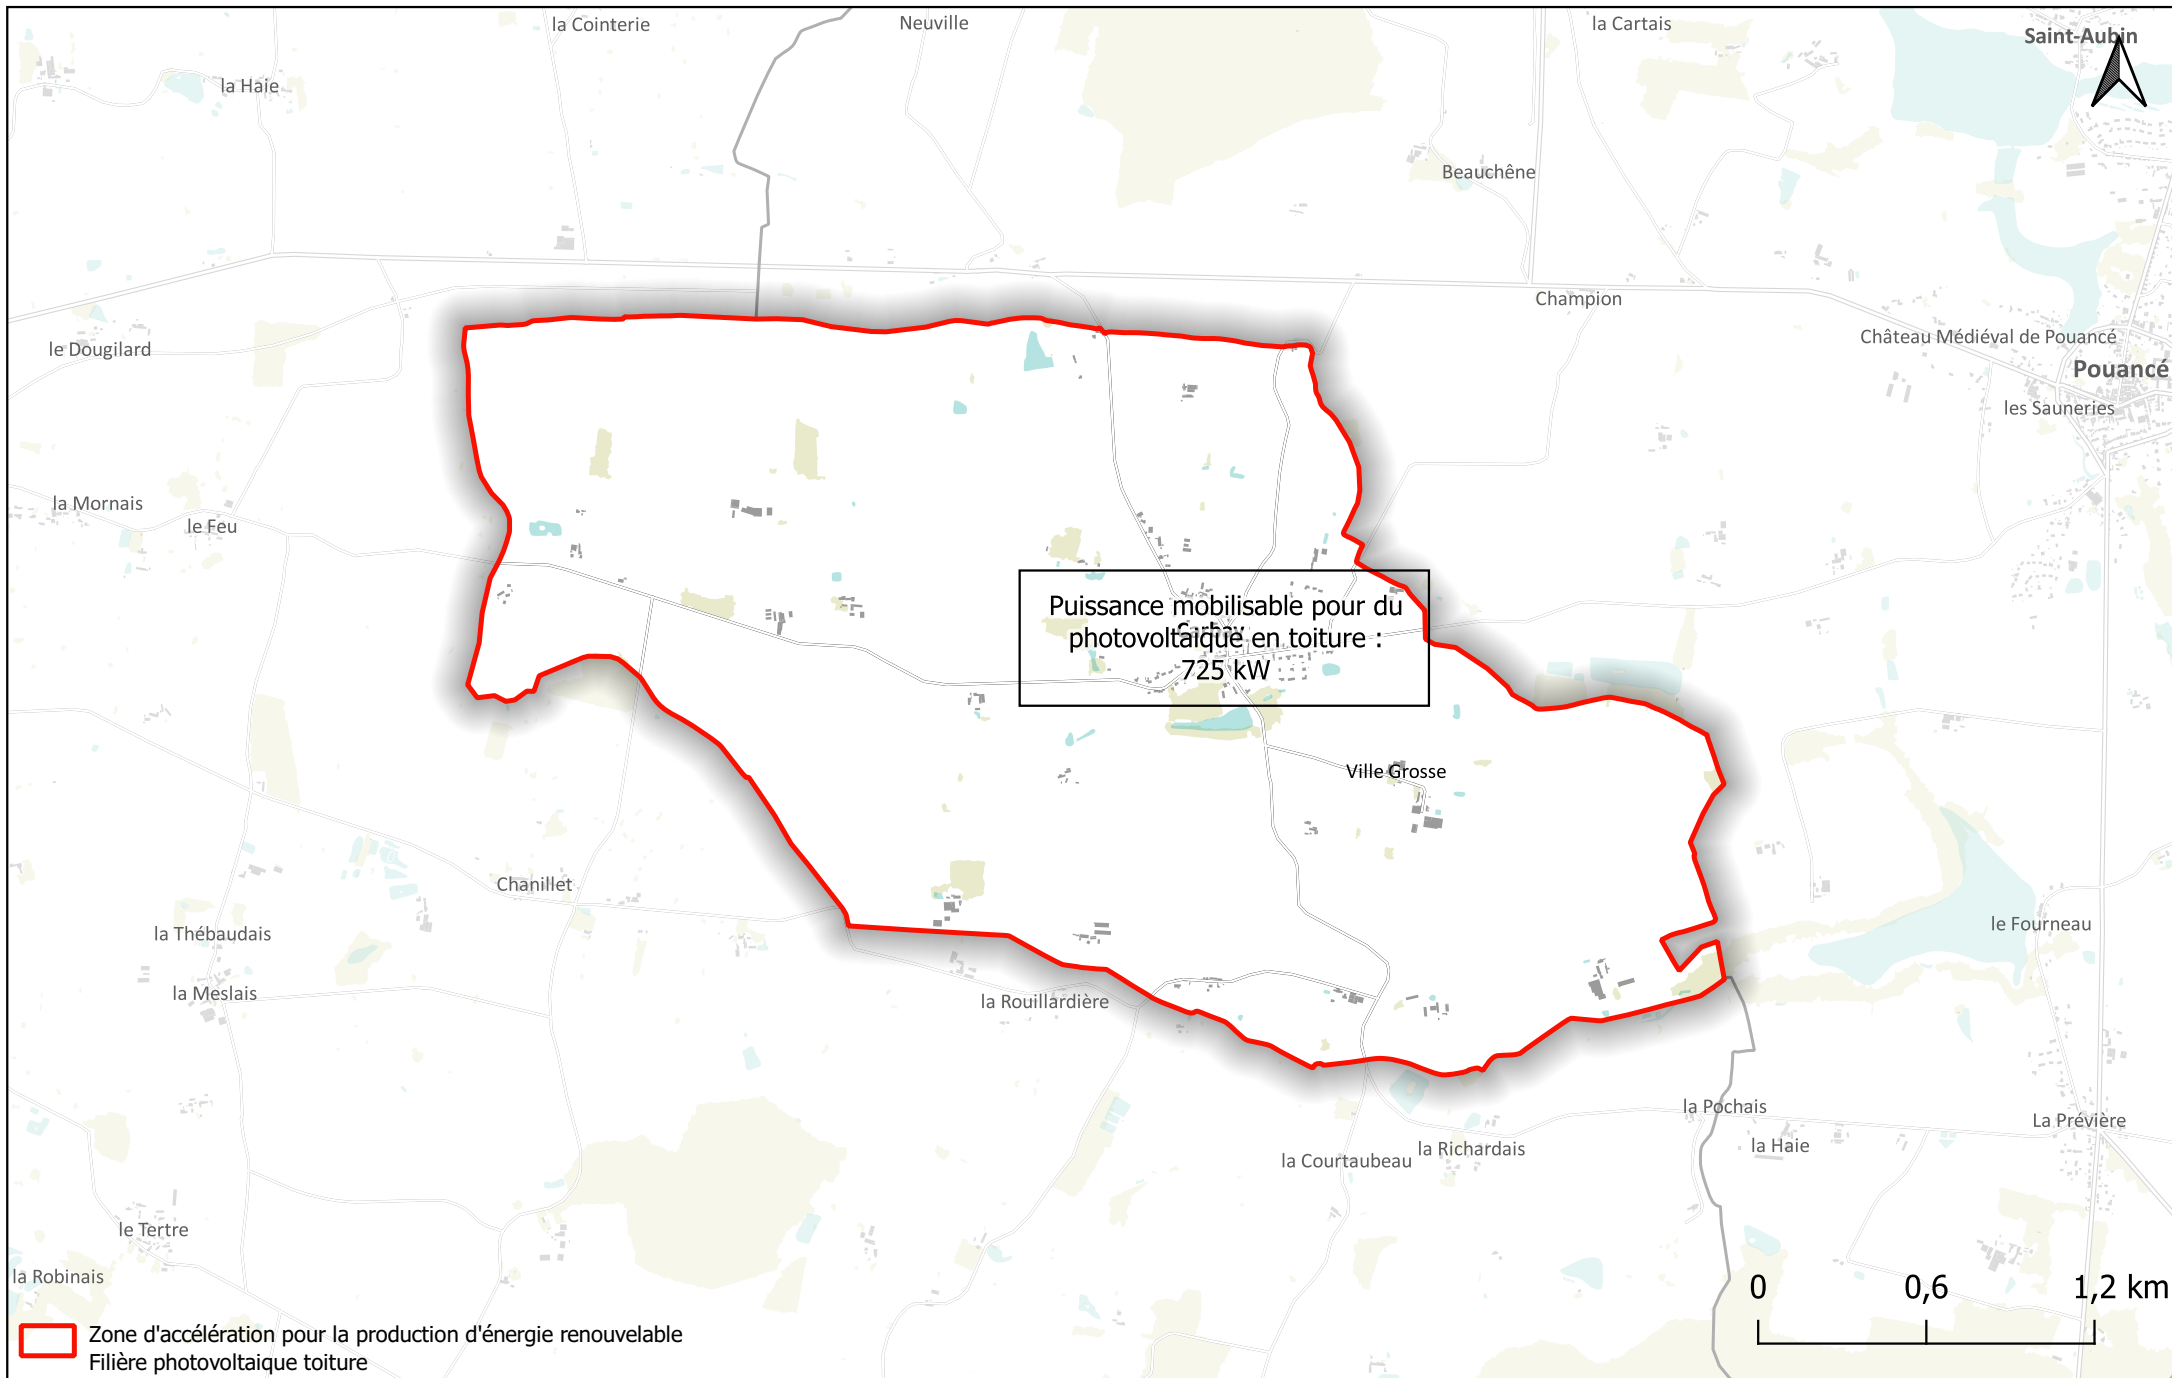 la Cointerie
Neuville
la Cartais
Saint-Aubin
la Haie
Beauchêne
Champion
Château Médiéval de Pouancé
Pouancé
le Dougilard
les Sauneries
la Mornais
le Feu
Puissance mobilisable pour du
photovoltaïque en toiture :
725 kW
Carbay
Ville Grosse
Chanillet
la Thébaudais
le Fourneau
la Meslais
la Rouillardière
la Pochais
La Prévière
la Haie
la Richardais
la Courtaubeau
le Tertre
la Robinais
0
0,6
1,2 km
Zone d'accélération pour la production d'énergie renouvelable
Filière photovoltaique toiture